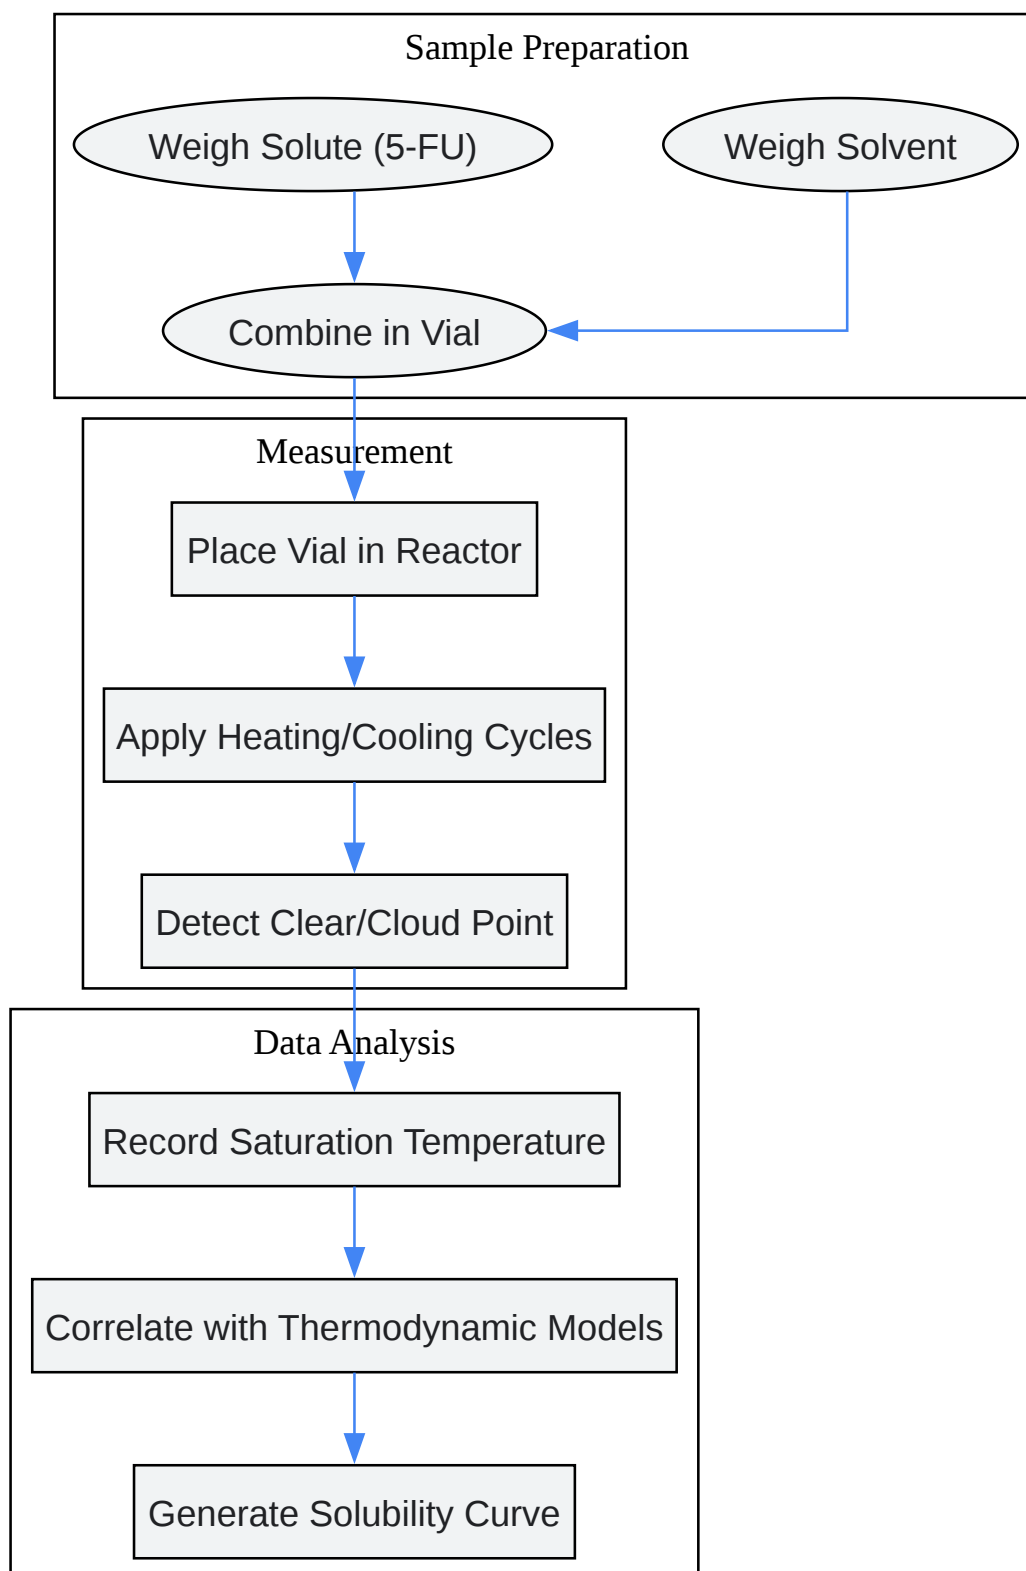 Sample Preparation
Weigh Solute (5-FU)
Weigh Solvent
Combine in Vial
Measurement
Place Vial in Reactor
Apply Heating/Cooling Cycles
Detect Clear/Cloud Point
Data Analysis
Record Saturation Temperature
Correlate with Thermodynamic Models
Generate Solubility Curve